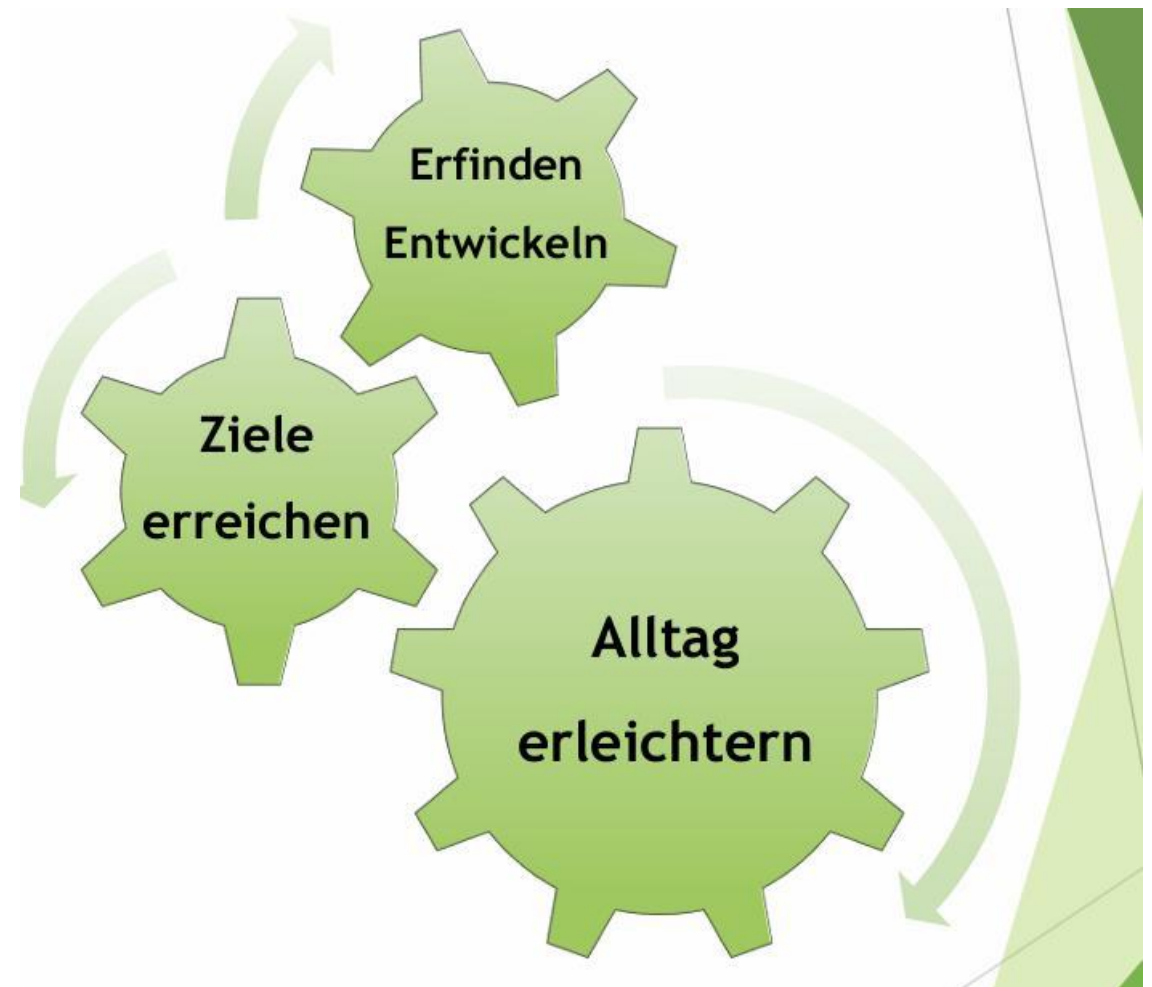 Erfinden
Entwickeln
Ziele
erreichen
Alltag
erleichtern